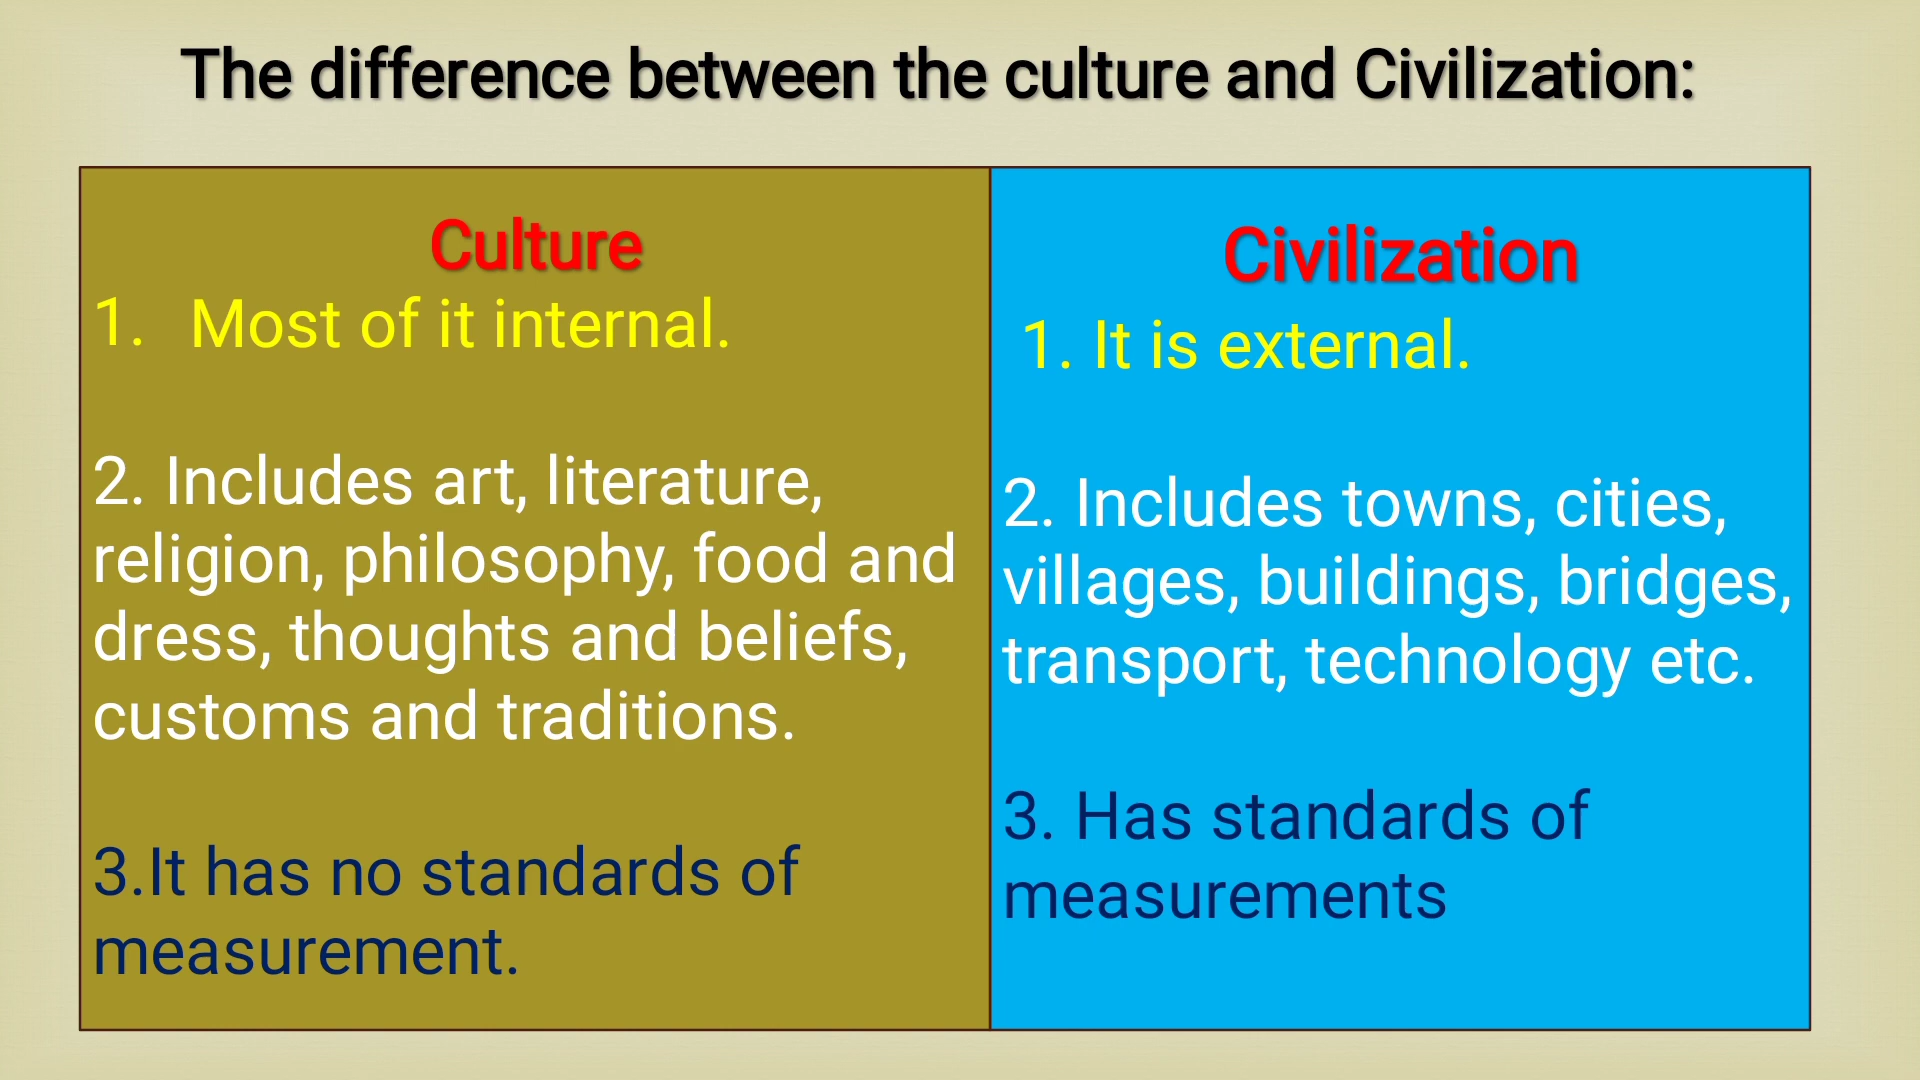 The difference between the culture and Civilization:
Culture
1. Most of it internal.
2. Includes art, literature,
religion, philosophy, food and
dress, thoughts and beliefs,
customs and traditions.
3.It has no standards of
measurement.
Civilization
1. It is external.
2. Includes towns, cities,
villages, buildings, bridges,
transport, technology etc.
3. Has standards of
measurements